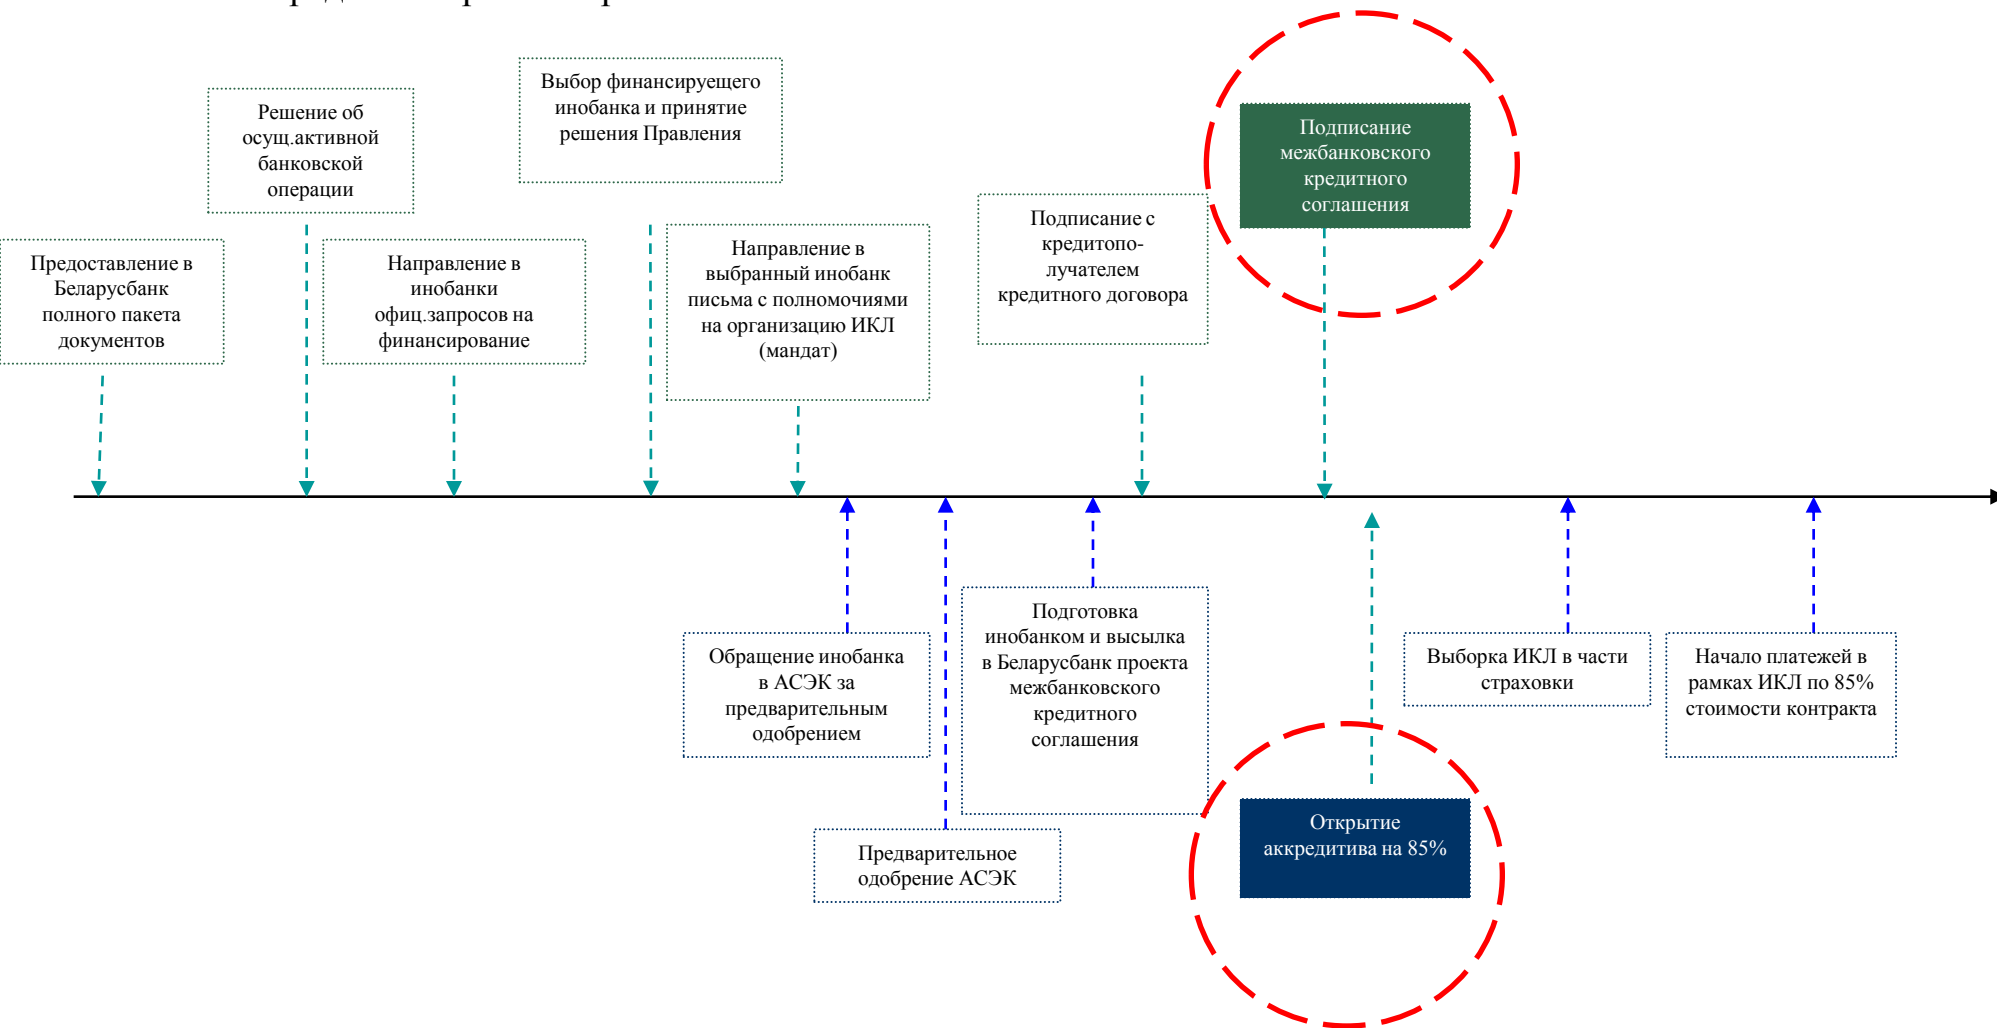 Решение об
осущ.активной
банковской
операции
Выбор финансируещего
инобанка и принятие
решения Правления
Подписание
межбанковского
кредитного
соглашения
Предоставление в
Беларусбанк
полного пакета
документов
Направление в
инобанки
офиц.запросов на
финансирование
Направление в
выбранный инобанк
письма с полномочиями
на организацию ИКЛ
(мандат)
Подписание с
кредитопо-
лучателем
кредитного договора
Обращение инобанка
в АСЭК за
предварительным
одобрением
Предварительное
одобрение АСЭК
Подготовка
инобанком и высылка
в Беларусбанк проекта
межбанковского
кредитного
соглашения
Открытие
аккредитива на 85%
Выборка ИКЛ в части
страховки
Начало платежей в
рамках ИКЛ по 85%
стоимости контракта